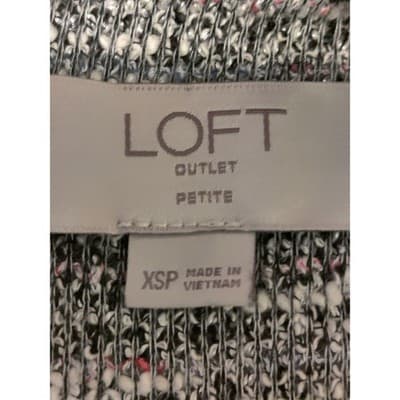 LOFT
OUTLET
PETITE
XSP MADE IN
VIETNAM